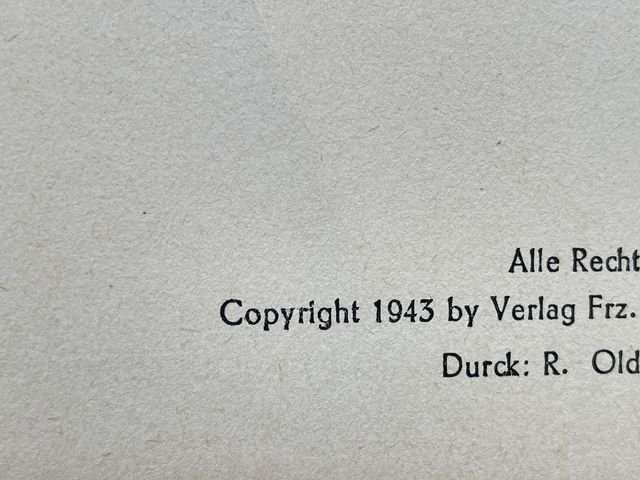 Alle Recht
Copyright 1943 by Verlag Frz.
Durck: R. Old